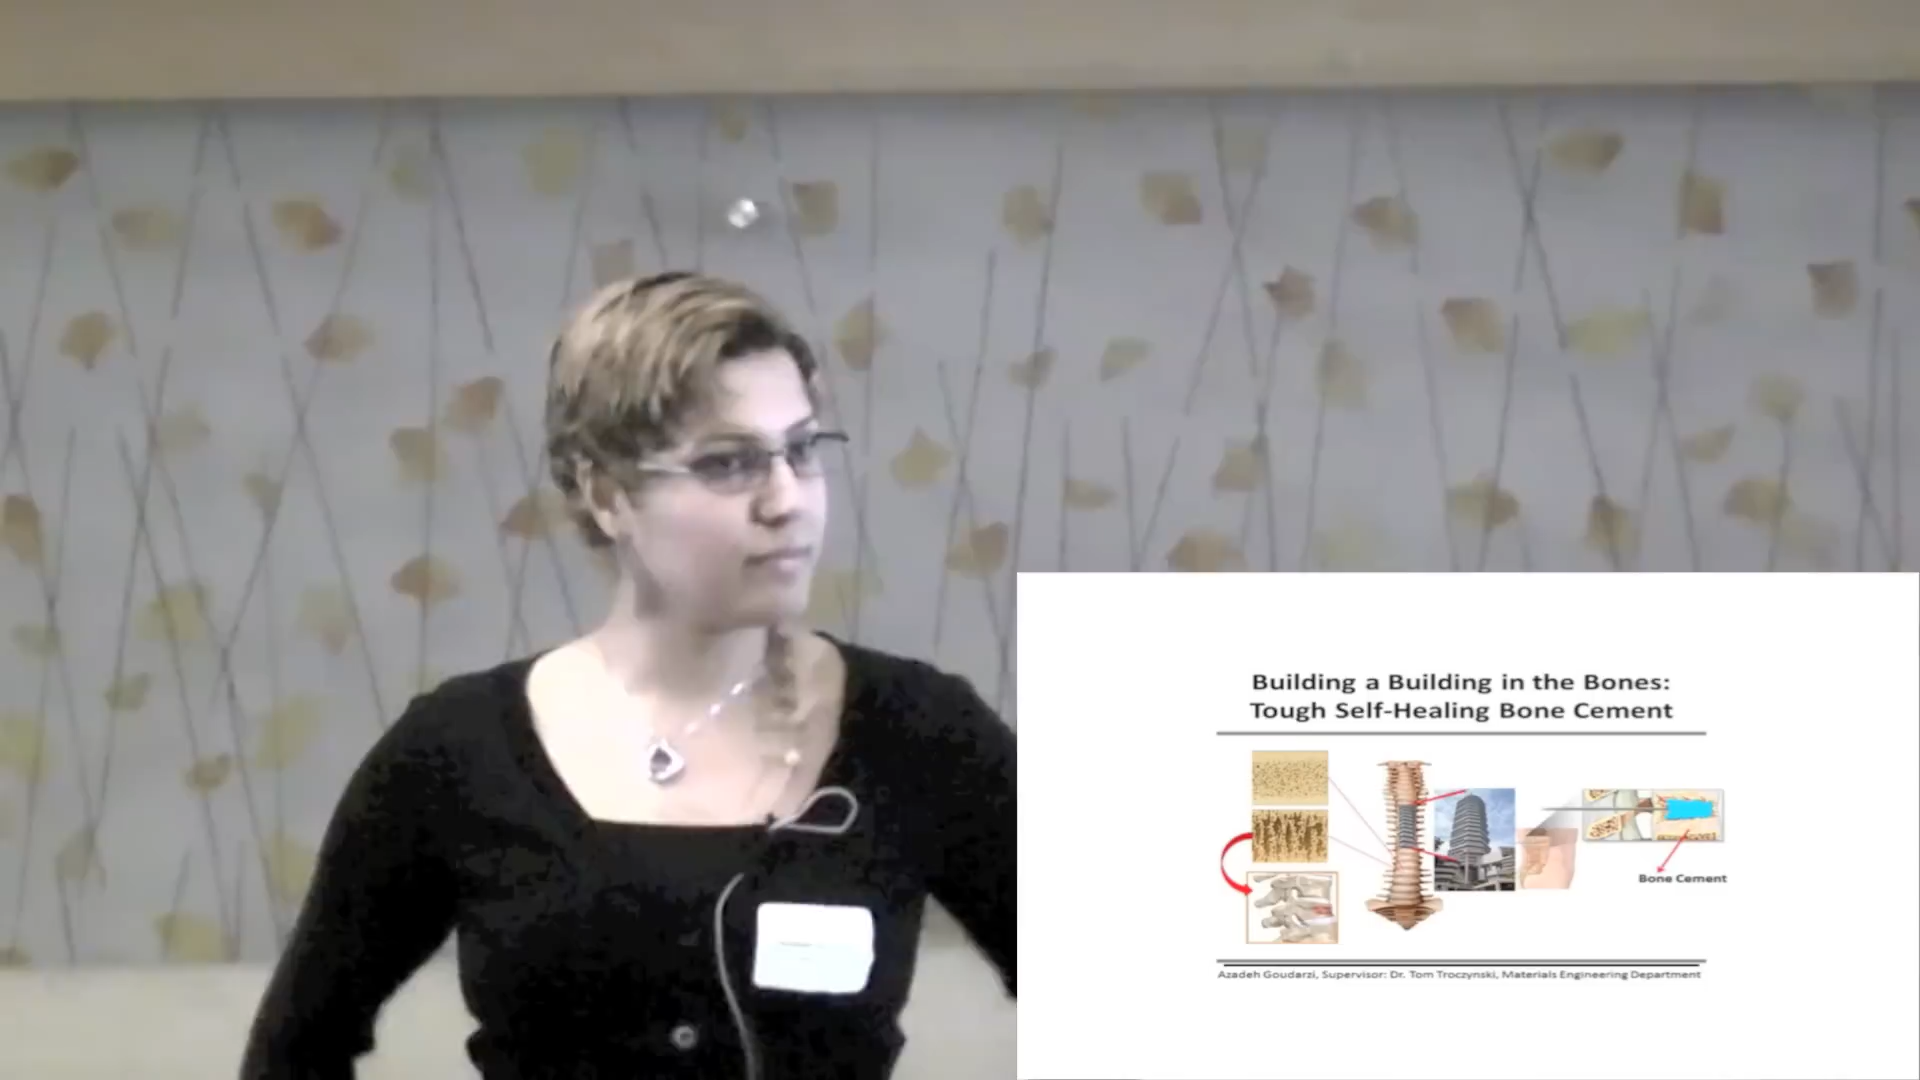 Building a Building in the Bones:
Tough Self-Healing Bone Cement
Bone Cement
Azadeh Goudarzi, Supervisor: Dr. Tom Troczynski, Materials Engineering Department